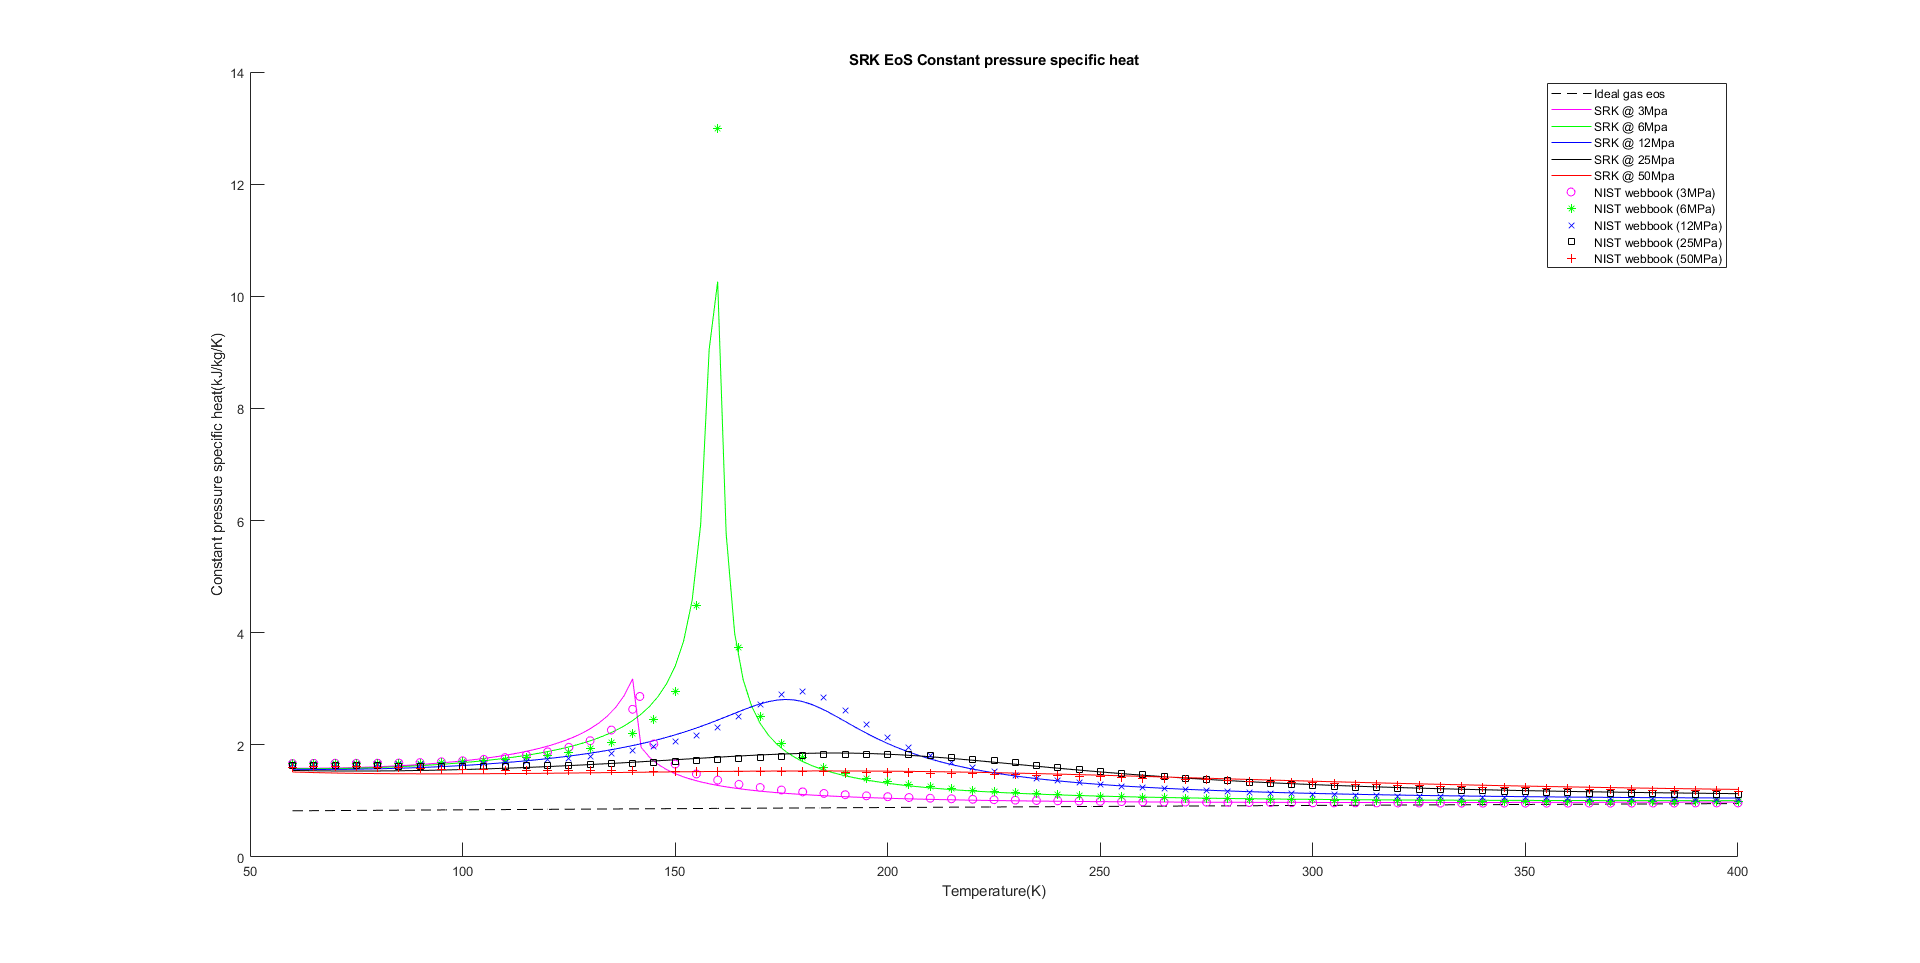 SRK EoS Constant pressure specific heat
14
12
10
8
6
4
2
0
Constant pressure specific heat(kJ/kg/K)
Ideal gas eos
SRK @ 3Mpa
SRK @ 6Mpa
SRK @ 12Mpa
SRK @ 25Mpa
SRK @ 50Mpa
NIST webbook (3MPa)
NIST webbook (6MPa)
NIST webbook (12MPa)
NIST webbook (25MPa)
NIST webbook (50MPa)
50 100 150 200 250 300 350 400
Temperature(K)